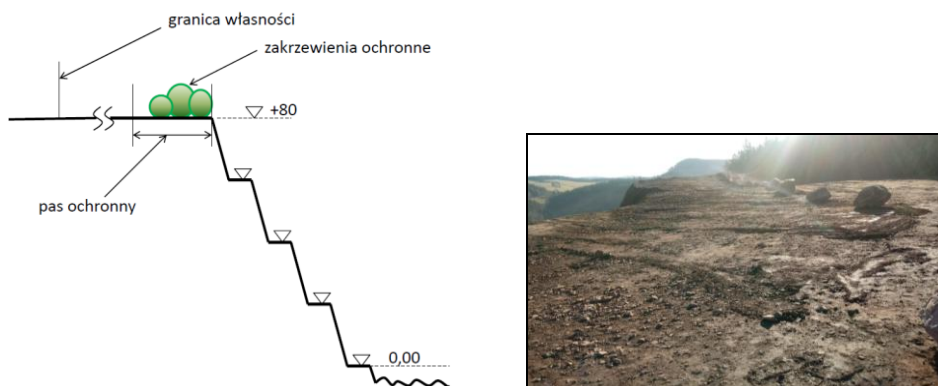 granica własności
zakrzewienia ochronne
+80
pas ochronny
0,00